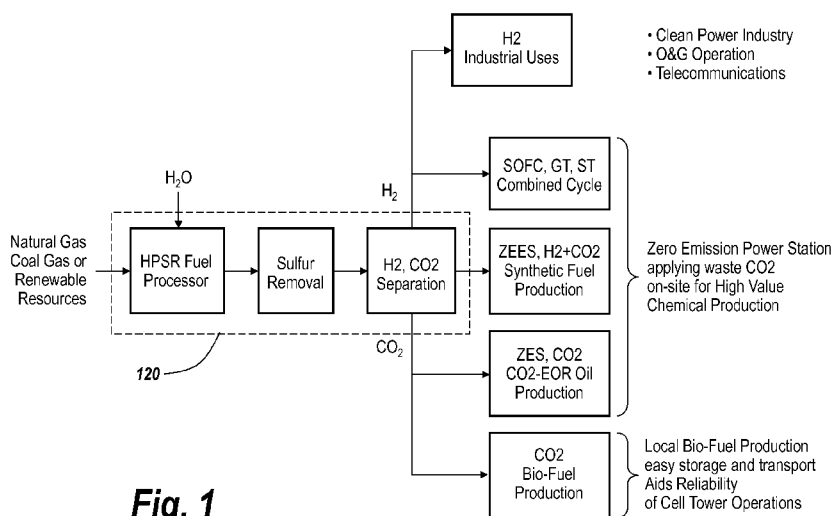 H2
Industrial Uses
• Clean Power Industry
• O&G Operation
• Telecommunications
H₂O
H₂
SOFC, GT, ST
Combined Cycle
Natural Gas
Coal Gas or
Renewable
Resources
HPSR Fuel
Processor
Sulfur
Removal
H2, CO2
Separation
ZEES, H2+CO2
Synthetic Fuel
Production
Zero Emission Power Station
applying waste CO2
on-site for High Value
Chemical Production
120
CO₂
ZES, CO2
CO2-EOR Oil
Production
CO2
Bio-Fuel
Production
Local Bio-Fuel Production
easy storage and transport
Aids Reliability
of Cell Tower Operations
Fig. 1